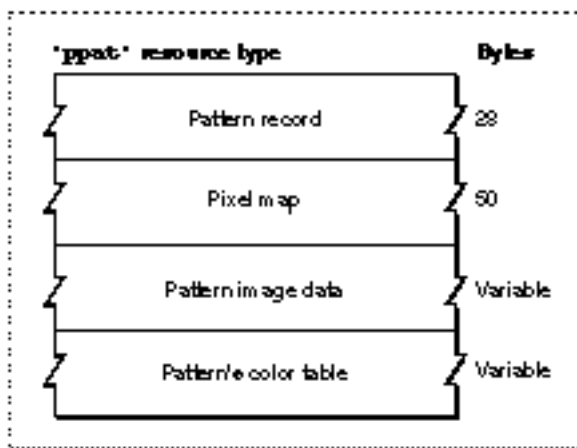 'ppat' resource type Bytes
Pattern record 28
Pixel map 50
Pattern image data Variable
Pattern's color table Variable